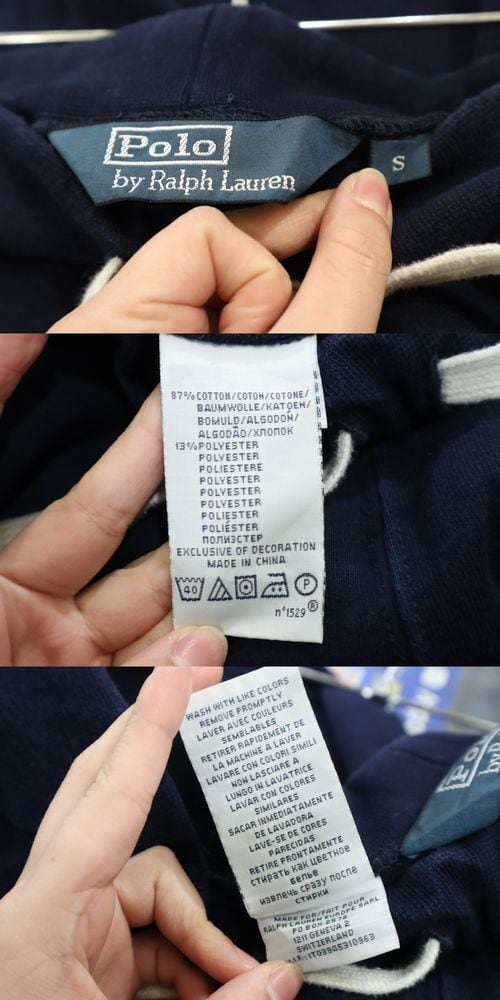 Polo
by Ralph Lauren
S
87% COTTON/COTON/COTONE/
BAUMWOLLE/KATOEN/
BOMULD/ALGODON/
ALGODÃO/ХЛОПОК
13% POLYESTER
POLYESTER
POLIESTERE
POLYESTER
POLYESTER
POLYESTER
POLIESTER
POLIÉSTER
ПОЛИЭСТЕР
EXCLUSIVE OF DECORATION
MADE IN CHINA
40
P
n°1529®
WASH WITH LIKE COLORS
REMOVE PROMPTLY
LAVER AVEC COULEURS
SEMBLABLES
RETIRER RAPIDEMENT DE
LA MACHINE A LAVER
LAVARE CON COLORI SIMILI
NON LASCIARE A
LUNGO IN LAVATRICE
LAVAR CON COLORES
SIMILARES
SACAR INMEDIATAMENTE
DE LAVADORA
LAVE-SE DE CORES
PARECIDAS
RETIRE PRONTAMENTE
стирать как цветное
белье
извлечь сразу после
стирки
MADE FOR/FAIT POUR
RALPH LAUREN EUROPE SARL
PO BOX 2572
1211 GENEVA 2
SWITZERLAND
IT03905310963